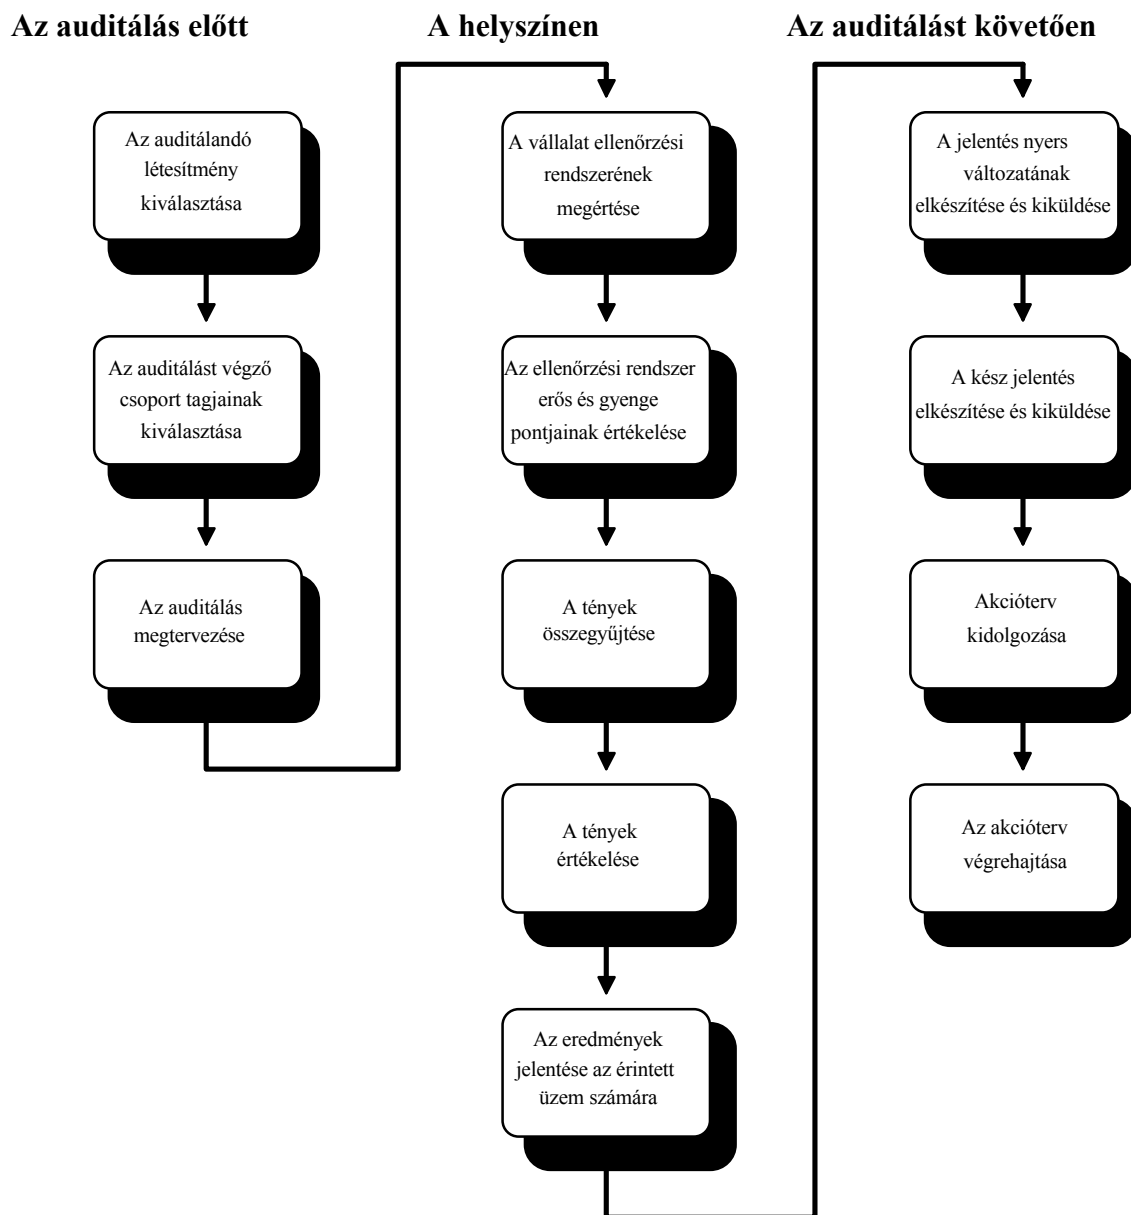 Az auditálás előtt
Az auditálandó
létesítmény
kiválasztása
Az auditálást végző
csoport tagjainak
kiválasztása
Az auditálás
megtervezése
A helyszínen
A vállalat ellenőrzési
rendszerének
megértése
Az ellenőrzési rendszer
erős és gyenge
pontjainak értékelése
A tények
összegyűjtése
A tények
értékelése
Az eredmények
jelentése az érintett
üzem számára
Az auditálást követően
A jelentés nyers
változatának
elkészítése és kiküldése
A kész jelentés
elkészítése és kiküldése
Akcióterv
kidolgozása
Az akcióterv
végrehajtása